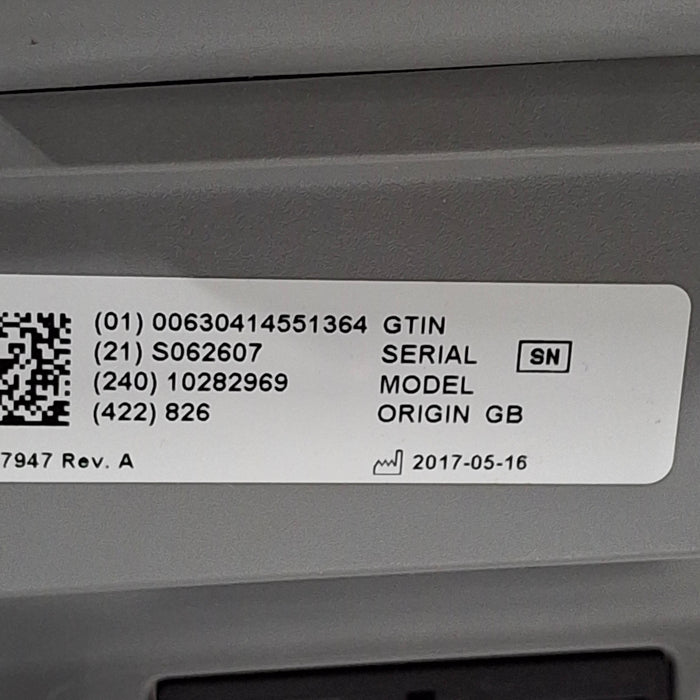 (01) 00630414551364 GTIN
(21) S062607 SERIAL SN
(240) 10282969 MODEL
(422) 826 ORIGIN GB
7947 Rev. A 2017-05-16